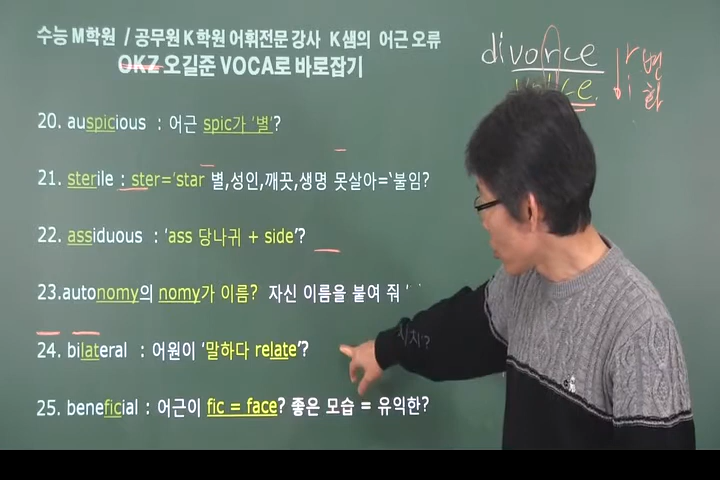 수능 M학원 / 공무원 K학원 어휘전문 강사 K샘의 어근 오류
OKZ 오길준 VOCA로 바로잡기
divorce
r 변
i 화
20. auspicious : 어근 spic가 '별'?
21. sterile : ster='star 별,성인,깨끗,생명 못살아='불임?
22. assiduous : 'ass 당나귀 + side'?
23.autonomy의 nomy가 이름? 자신 이름을 붙여 줘 '
24. bilateral : 어원이 '말하다 relate'?
25. beneficial : 어근이 fic = face? 좋은 모습 = 유익한?